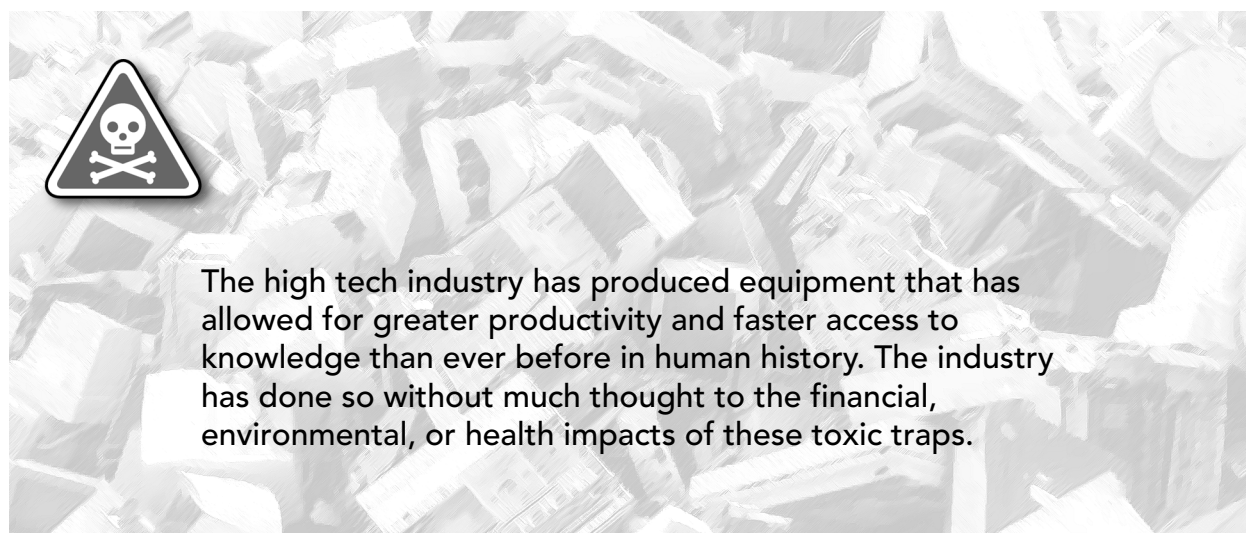 The high tech industry has produced equipment that has
allowed for greater productivity and faster access to
knowledge than ever before in human history. The industry
has done so without much thought to the financial,
environmental, or health impacts of these toxic traps.